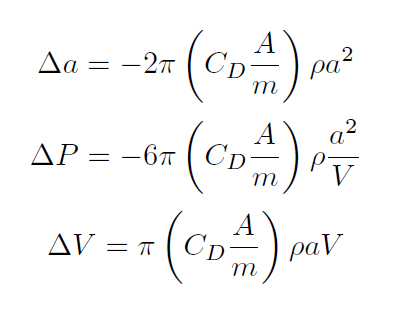 Δa = −2π (C_D A/m) ρa²
ΔP = −6π (C_D A/m) ρ a²/V
ΔV = π (C_D A/m) ρaV